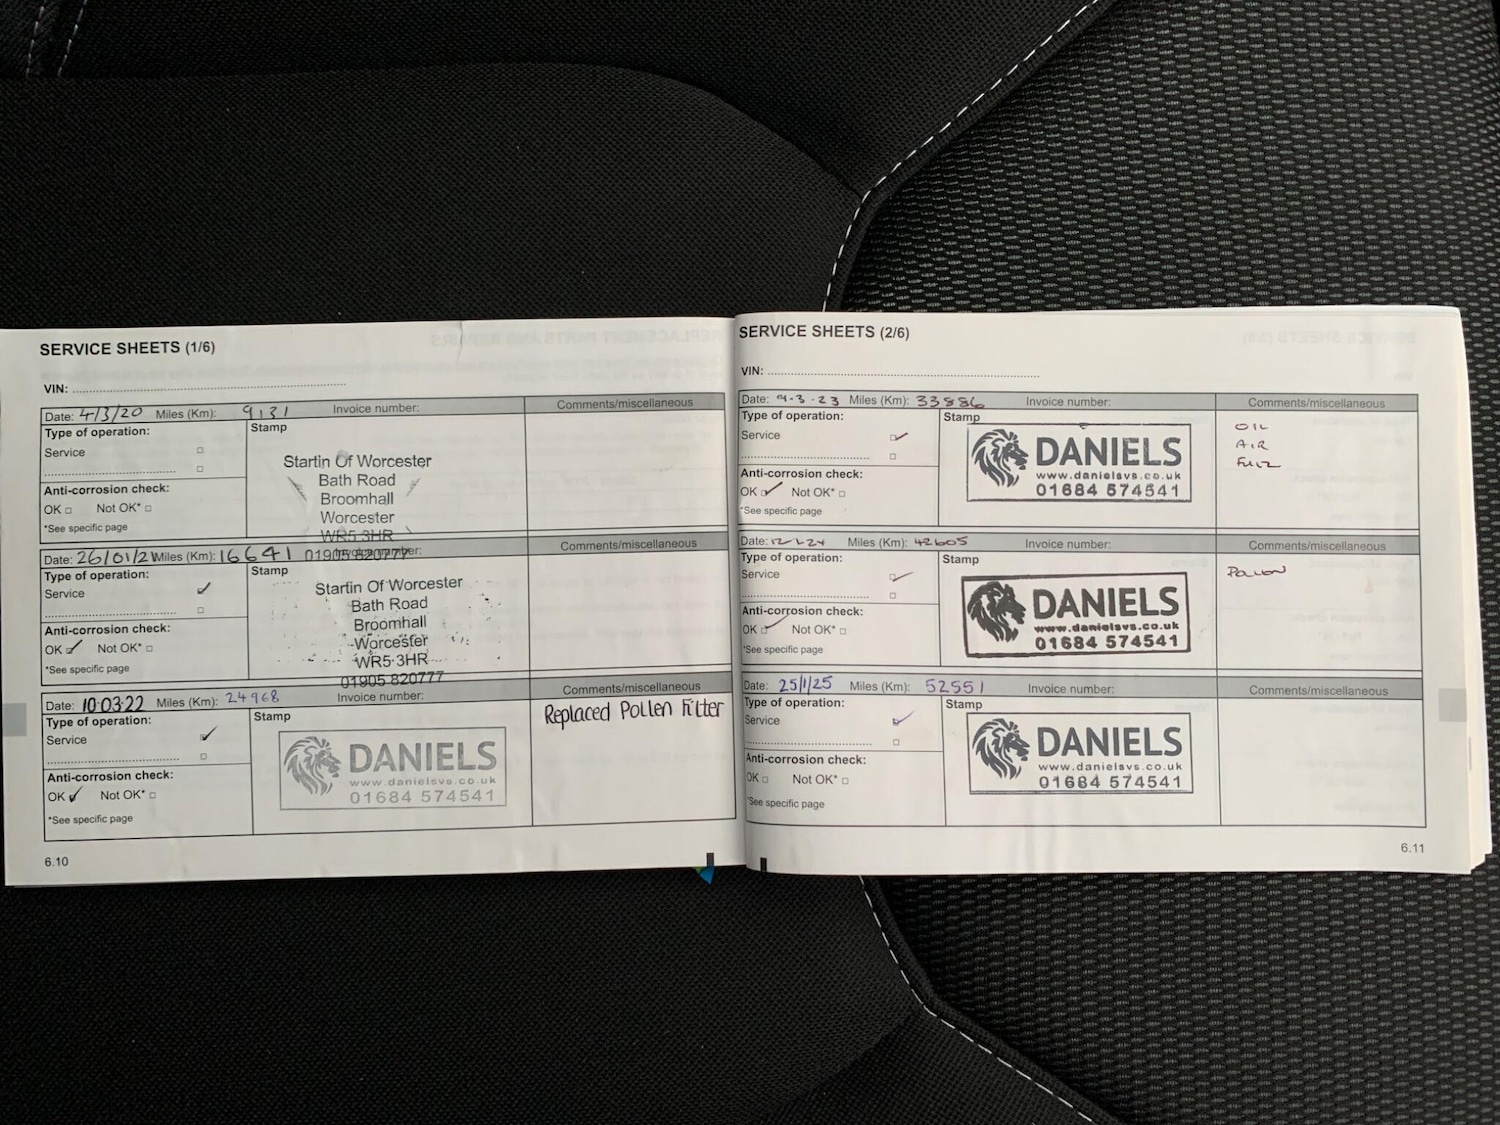 SERVICE SHEETS (1/6)
VIN:
Date: 4/3/20 Miles (Km): 9131 Invoice number: Comments/miscellaneous
Type of operation: Stamp
Service
Startin Of Worcester
Bath Road
Broomhall
Worcester
WR5 3HR
01905 820777
Anti-corrosion check:
OK Not OK*
*See specific page
Date: 26/01/21 Miles (Km): 16641 Invoice number: Comments/miscellaneous
Type of operation: Stamp
Service
Startin Of Worcester
Bath Road
Broomhall
Worcester
WR5 3HR
01905 820777
Anti-corrosion check:
OK Not OK*
*See specific page
Date: 10.03.22 Miles (Km): 24968 Invoice number: Comments/miscellaneous
Type of operation: Stamp
Replaced Pollen Filter
Service
DANIELS
www.danielsvs.co.uk
01684 574541
Anti-corrosion check:
OK Not OK*
*See specific page
6.10
SERVICE SHEETS (2/6)
VIN:
Date: 9.3.23 Miles (Km): 33886 Invoice number: Comments/miscellaneous
Type of operation: Stamp
OIL
AIR
Service
DANIELS
www.danielsvs.co.uk
01684 574541
Anti-corrosion check:
OK Not OK*
*See specific page
Date: 12-1-24 Miles (Km): 42605 Invoice number: Comments/miscellaneous
Type of operation: Stamp
POLLEN
Service
DANIELS
www.danielsvs.co.uk
01684 574541
Anti-corrosion check:
OK Not OK*
*See specific page
Date: 25/1/25 Miles (Km): 52551 Invoice number: Comments/miscellaneous
Type of operation: Stamp
Service
DANIELS
www.danielsvs.co.uk
01684 574541
Anti-corrosion check:
OK Not OK*
*See specific page
6.11